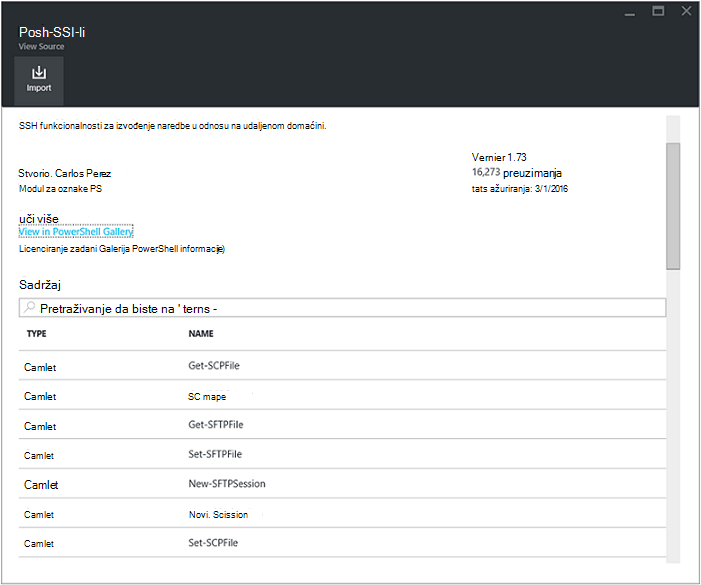 Posh-SSI-li
View Source
Import
SSH funkcionalnosti za izvođenje naredbe u odnosu na udaljenom domaćini.
Stvorio. Carlos Perez
Modul za oznake PS
Vernier 1.73
16,273 preuzimanja
tats ažuriranja: 3/1/2016
uči više
View in PowerShell Gallery
Licenciranje zadani Galerija PowerShell informacije)
Sadržaj
Pretraživanje da biste na ' terns -
TYPE NAME
Camlet Get-SCPFile
Camlet SC mape
Camlet Get-SFTPFile
Camlet Set-SFTPFile
Camlet New-SFTPSession
Camlet Novi. Scission
Camlet Set-SCPFile